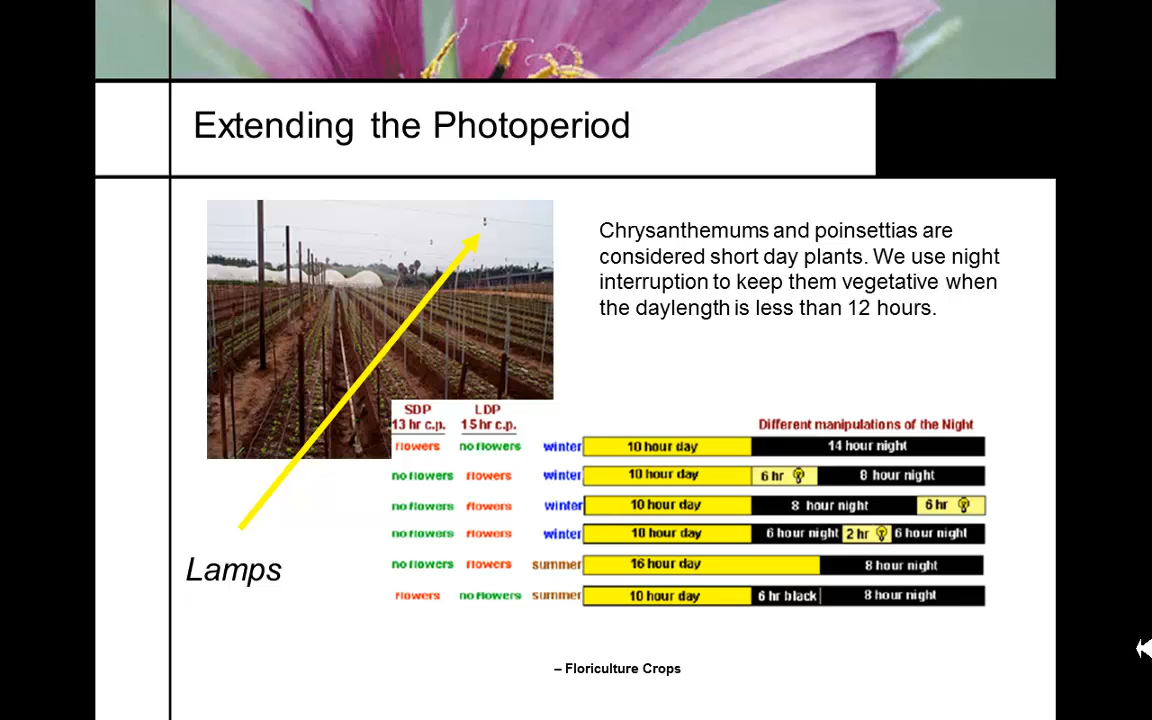 Extending the Photoperiod
Chrysanthemums and poinsettias are
considered short day plants. We use night
interruption to keep them vegetative when
the daylength is less than 12 hours.
SDP LDP
13 hr c.p. 15 hr c.p. Different manipulations of the Night
flowers no flowers winter 10 hour day 14 hour night
no flowers flowers winter 10 hour day 6 hr 8 hour night
no flowers flowers winter 10 hour day 8 hour night 6 hr
no flowers flowers winter 10 hour day 6 hour night 2 hr 6 hour night
no flowers flowers summer 16 hour day 8 hour night
flowers no flowers summer 10 hour day 6 hr black 8 hour night
Lamps
– Floriculture Crops